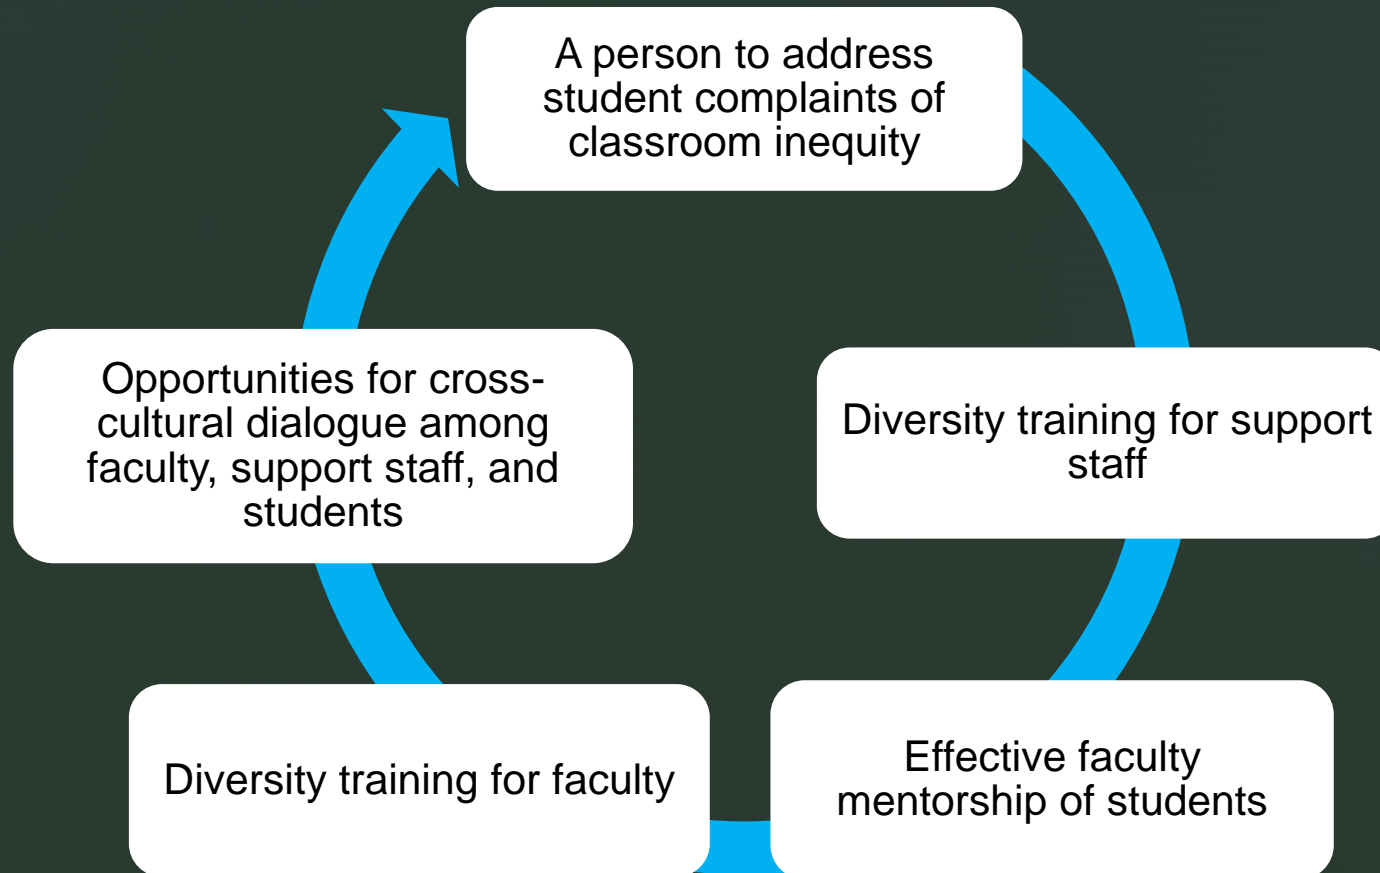 A person to address
student complaints of
classroom inequity
Diversity training for support
staff
Effective faculty
mentorship of students
Diversity training for faculty
Opportunities for cross-
cultural dialogue among
faculty, support staff, and
students